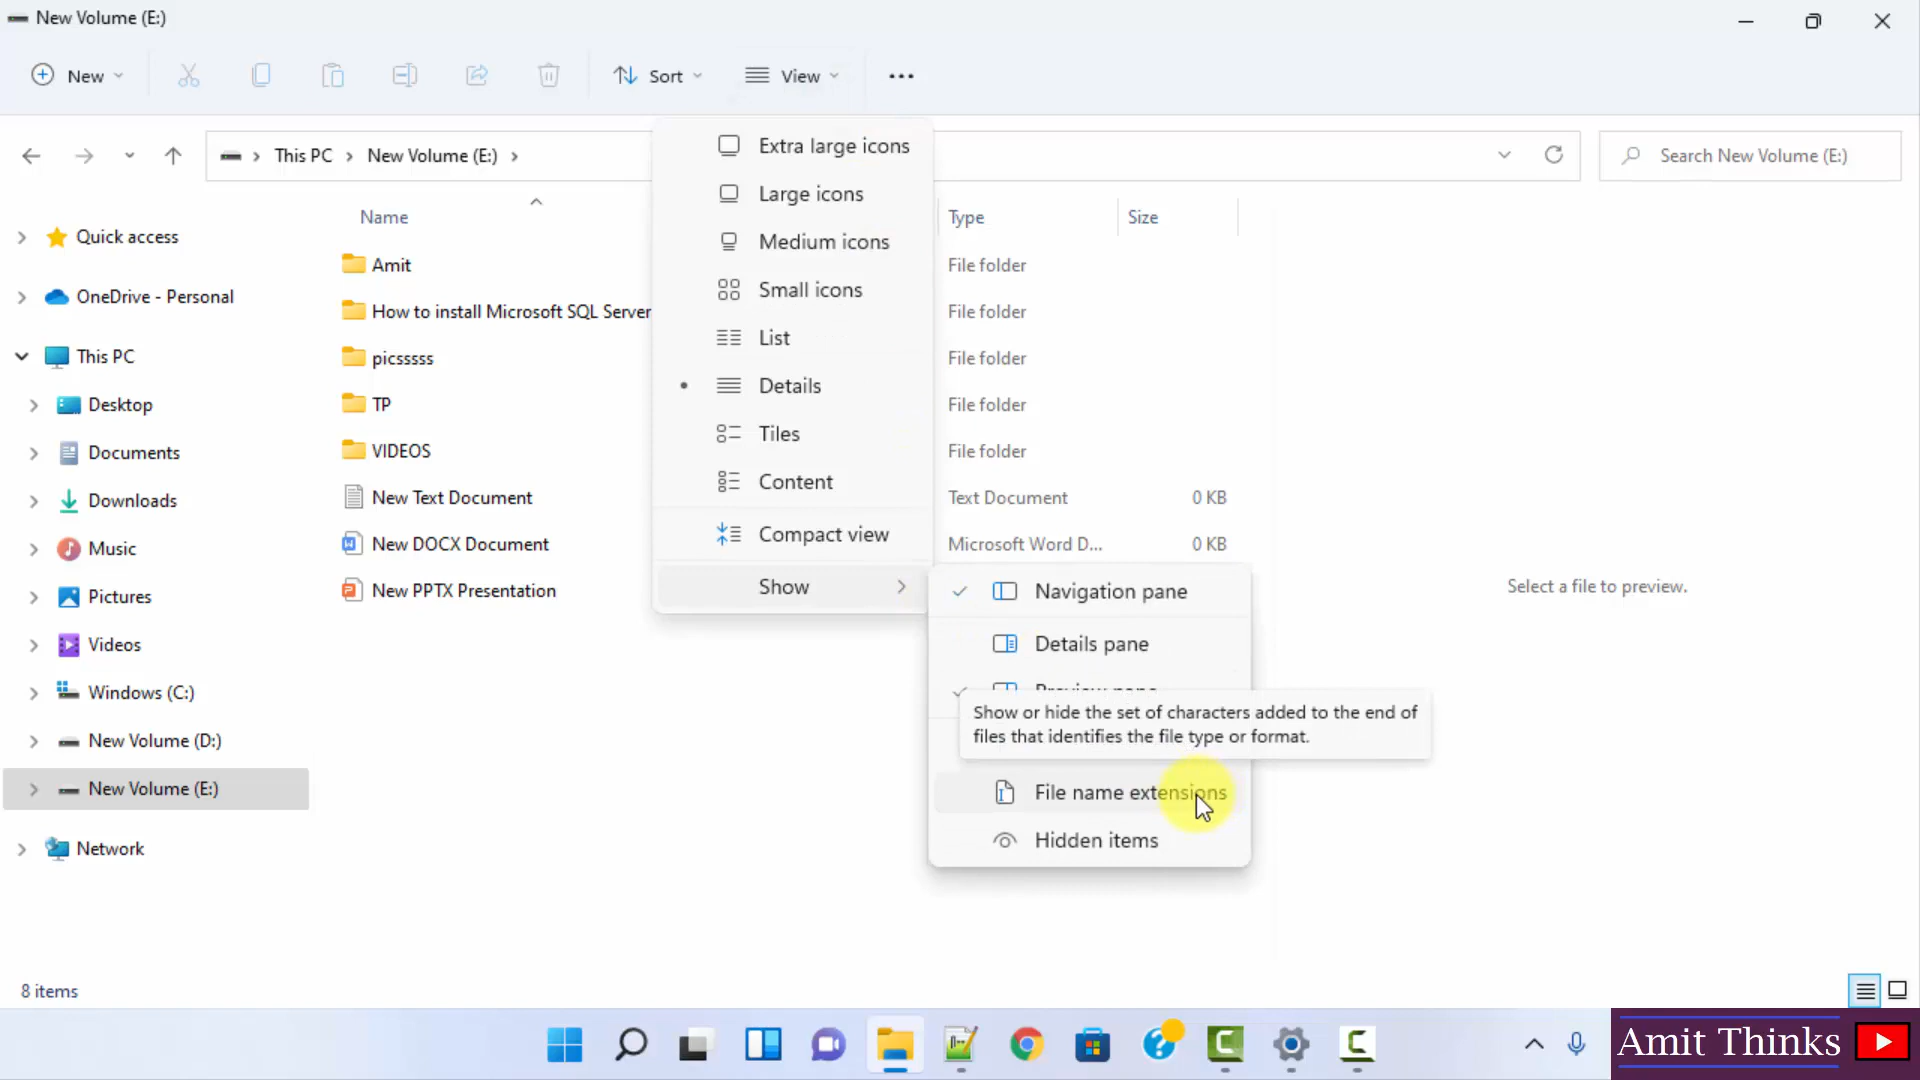 New Volume (E:)
New
Sort
View
This PC
New Volume (E:)
Search New Volume (E:)
Name
Type
Size
Quick access
OneDrive - Personal
This PC
Desktop
Documents
Downloads
Music
Pictures
Videos
Windows (C:)
New Volume (D:)
New Volume (E:)
Network
Amit
File folder
How to install Microsoft SQL Server
File folder
picsssss
File folder
TP
File folder
VIDEOS
File folder
New Text Document
Text Document
0 KB
New DOCX Document
Microsoft Word D...
0 KB
New PPTX Presentation
Extra large icons
Large icons
Medium icons
Small icons
List
Details
Tiles
Content
Compact view
Show
Navigation pane
Details pane
Preview pane
Show or hide the set of characters added to the end of
files that identifies the file type or format.
File name extensions
Hidden items
Select a file to preview.
8 items
Amit Thinks